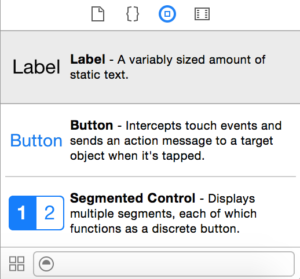 Label
Label - A variably sized amount of
static text.
Button
Button - Intercepts touch events and
sends an action message to a target
object when it's tapped.
1 2
Segmented Control - Displays
multiple segments, each of which
functions as a discrete button.